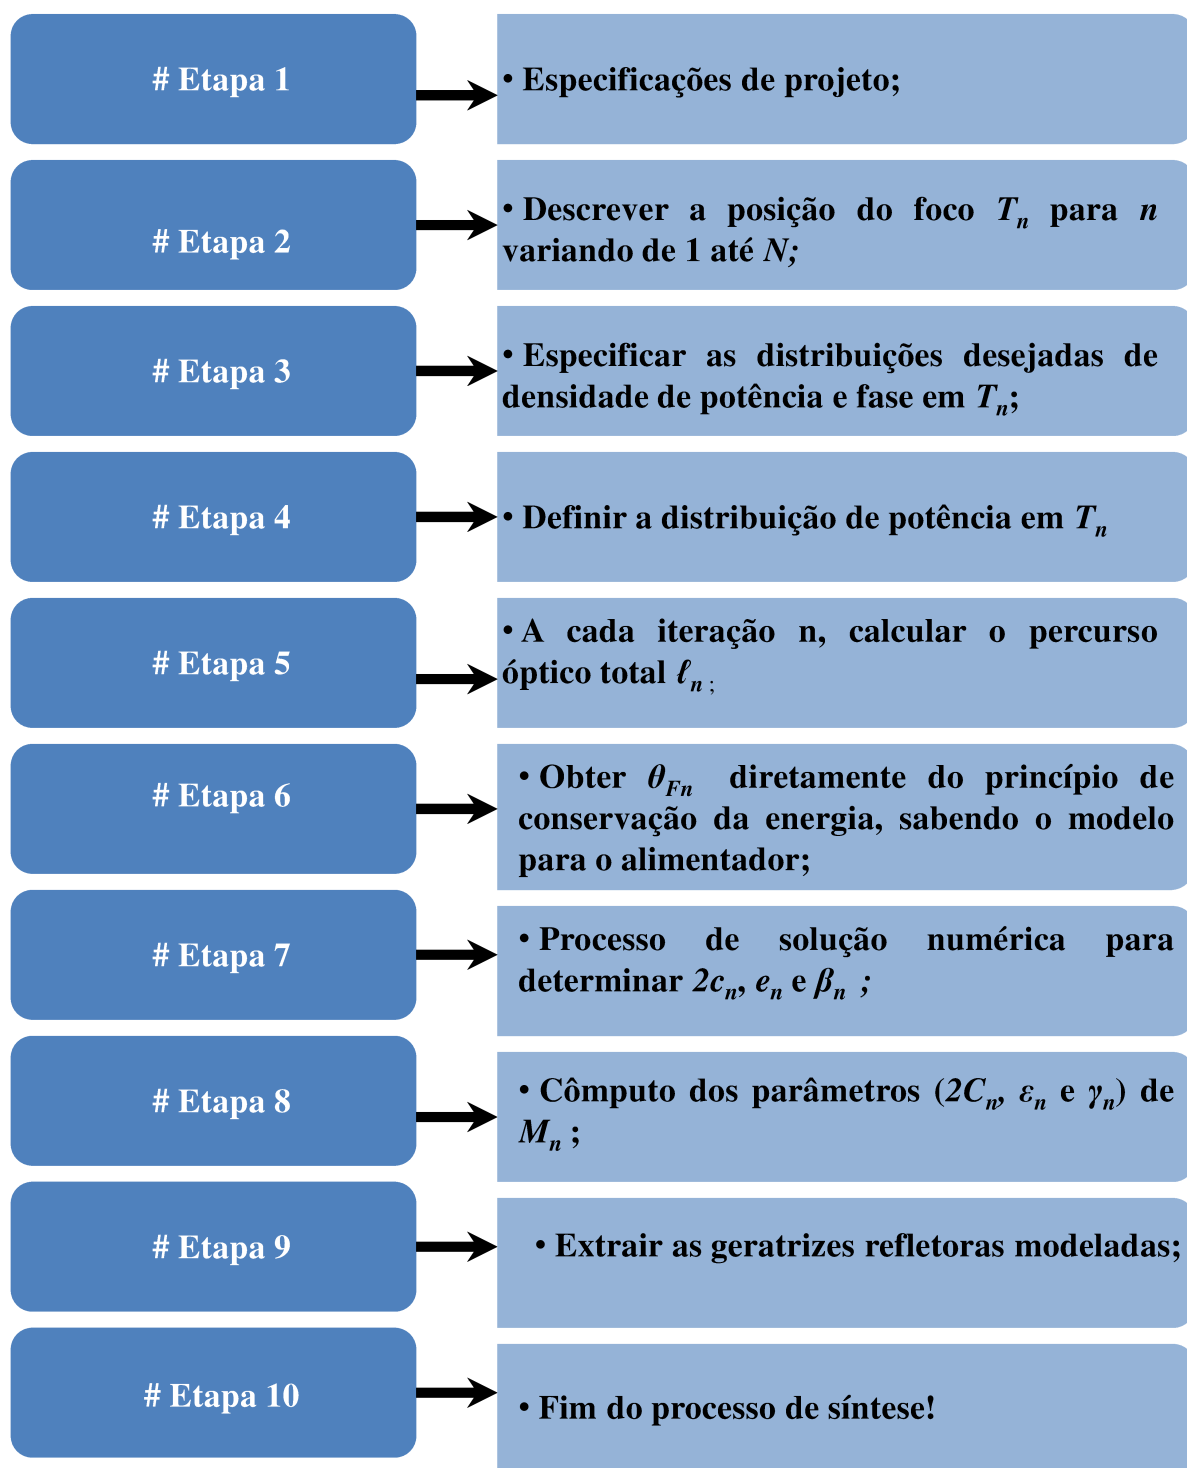 # Etapa 1
• Especificações de projeto;
# Etapa 2
• Descrever a posição do foco Tn para n
variando de 1 até N;
# Etapa 3
• Especificar as distribuições desejadas de
densidade de potência e fase em Tn;
# Etapa 4
• Definir a distribuição de potência em Tn
# Etapa 5
• A cada iteração n, calcular o percurso
óptico total ℓn ;
# Etapa 6
• Obter θFn diretamente do princípio de
conservação da energia, sabendo o modelo
para o alimentador;
# Etapa 7
• Processo de solução numérica para
determinar 2cn, en e βn ;
# Etapa 8
• Cômputo dos parâmetros (2Cn, εn e γn) de
Mn ;
# Etapa 9
• Extrair as geratrizes refletoras modeladas;
# Etapa 10
• Fim do processo de síntese!